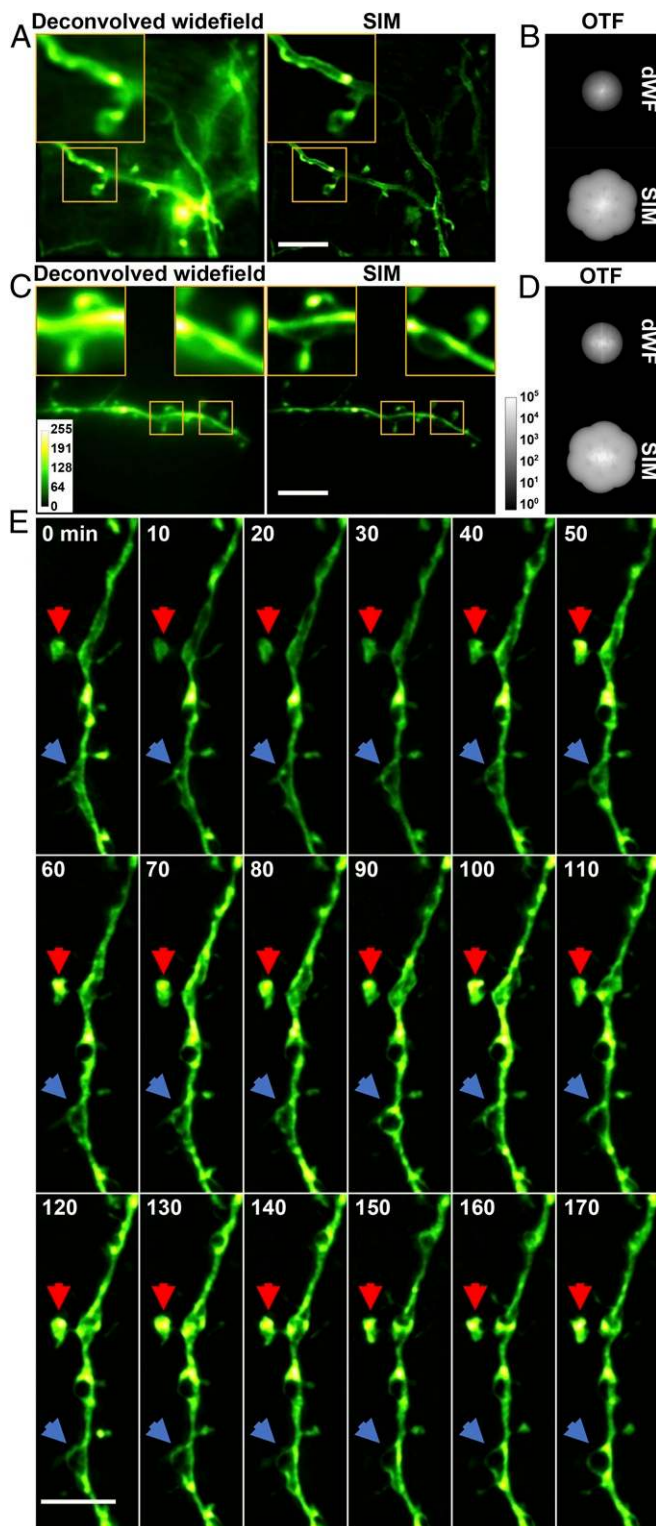 A Deconvolved widefield SIM B OTF
dWF
SIM
C Deconvolved widefield SIM D OTF
dWF
SIM
255
191
128
64
0
10⁵
10⁴
10³
10²
10¹
10⁰
E
0 min 10 20 30 40 50
60 70 80 90 100 110
120 130 140 150 160 170